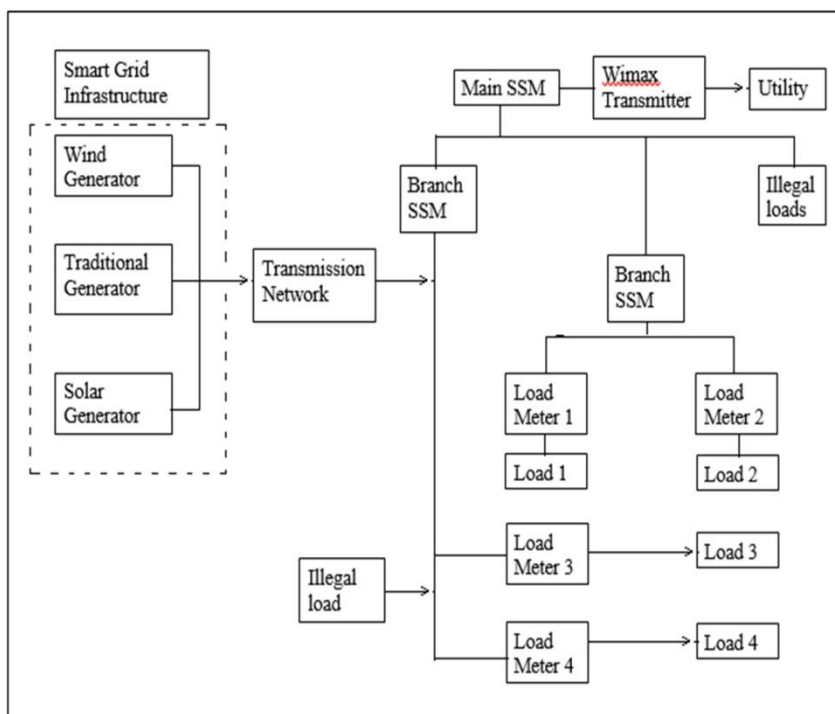 Smart Grid
Infrastructure
Wind
Generator
Traditional
Generator
Solar
Generator
Transmission
Network
Main SSM
Wimax
Transmitter
Utility
Branch
SSM
Illegal
loads
Branch
SSM
Load
Meter 1
Load
Meter 2
Load 1
Load 2
Load
Meter 3
Load 3
Illegal
load
Load
Meter 4
Load 4